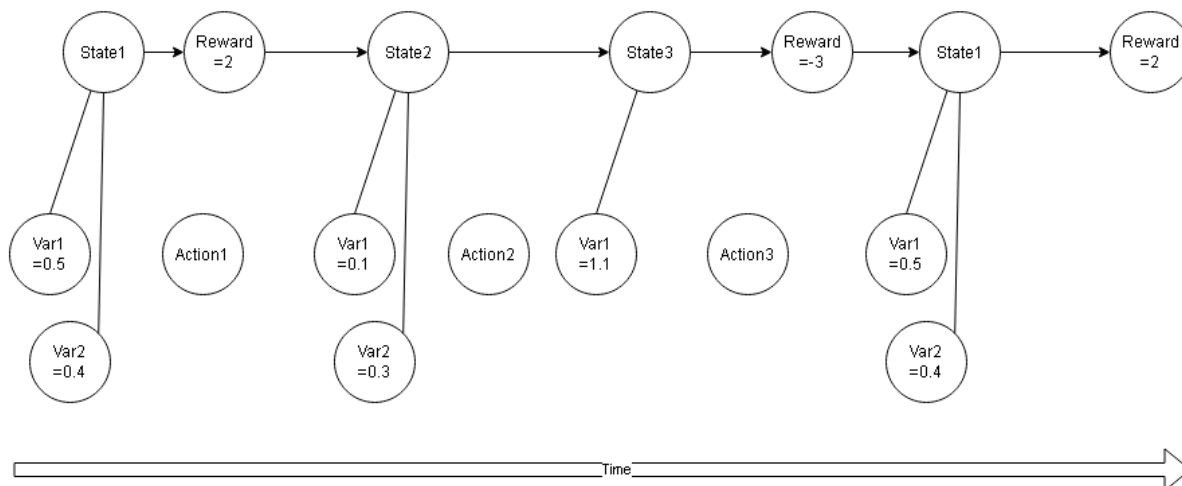 State1
Reward
=2
State2
State3
Reward
=-3
State1
Reward
=2
Var1
=0.5
Action1
Var1
=0.1
Action2
Var1
=1.1
Action3
Var1
=0.5
Var2
=0.4
Var2
=0.3
Var2
=0.4
Time